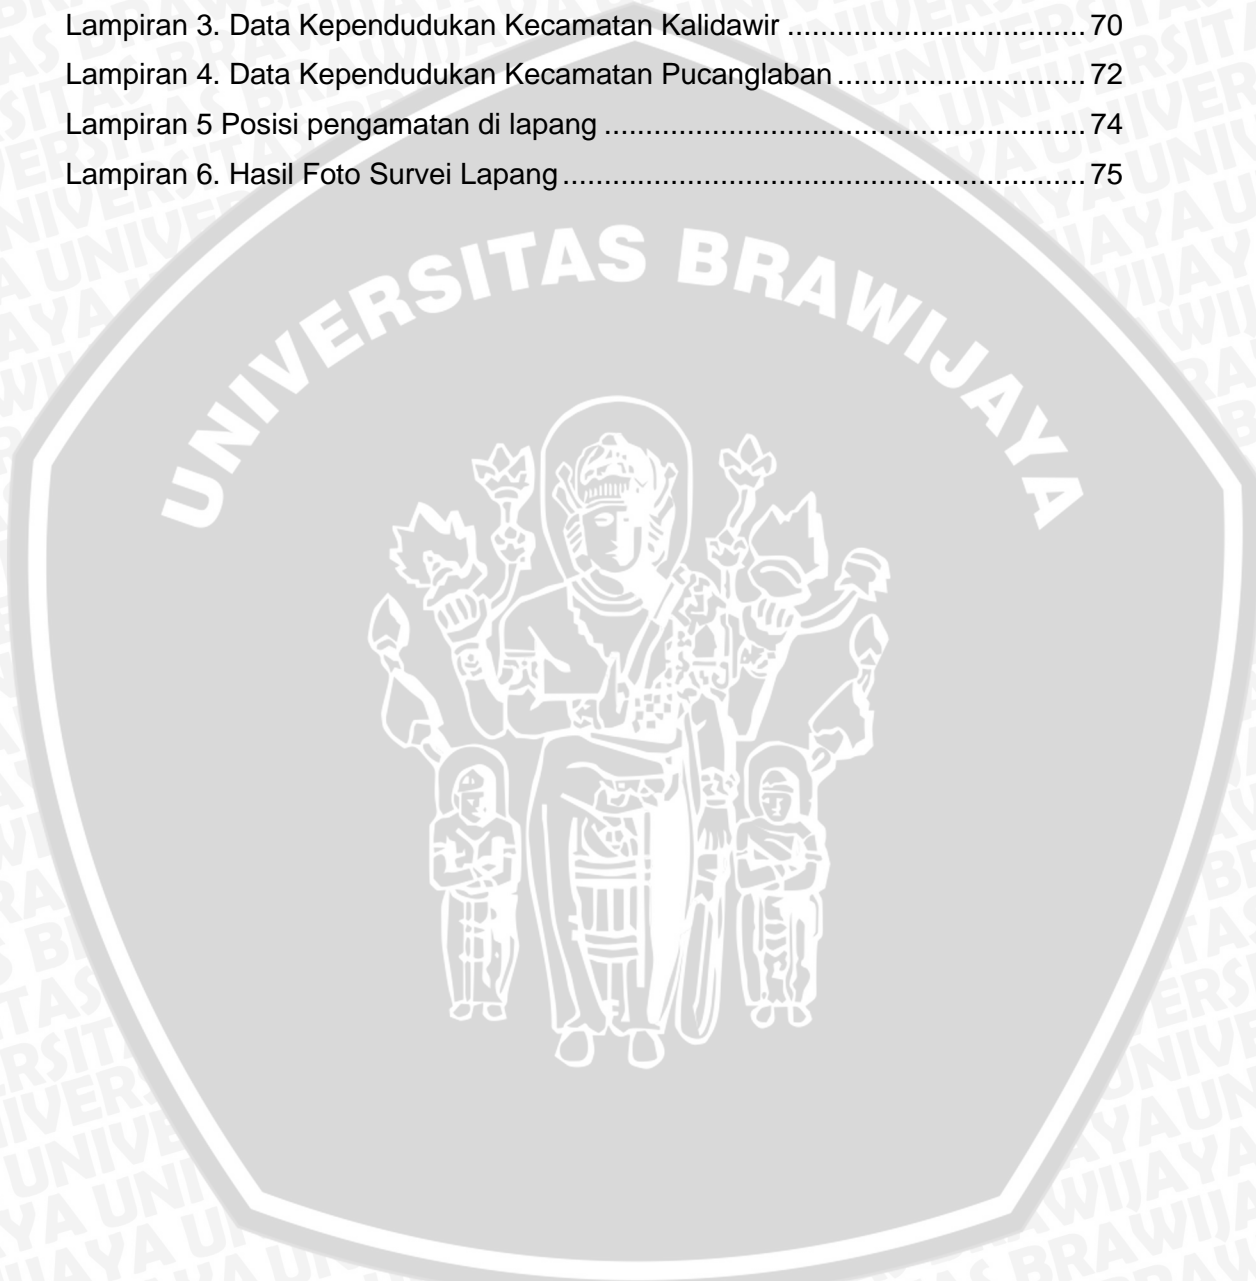 Lampiran 3. Data Kependudukan Kecamatan Kalidawir .................................... 70
Lampiran 4. Data Kependudukan Kecamatan Pucanglaban .............................. 72
Lampiran 5 Posisi pengamatan di lapang .......................................................... 74
Lampiran 6. Hasil Foto Survei Lapang ............................................................... 75
UNIVERSITAS BRAWIJAYA